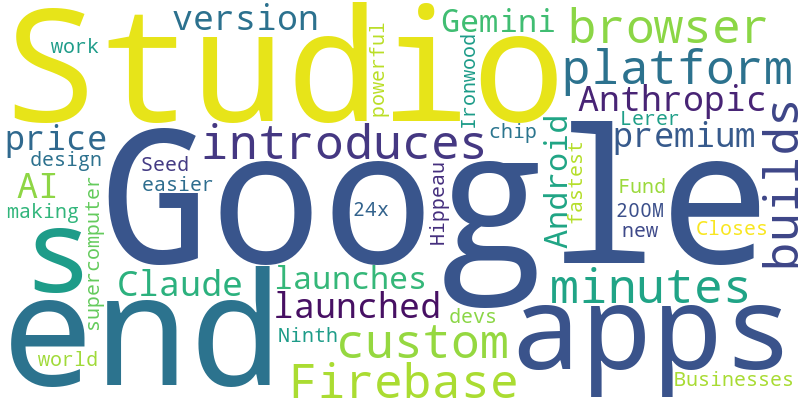 Studio
version
Gemini
browser
work
powerful
Ironwood
platform
Anthropic
price
introduces
chip
Lerer
premium
design
Seed
easier
AI
making
supercomputer
Google
24x
Hippeau
Android
fastest
Fund
200M
new
Closes
builds
s
Claude
launches
minutes
end
launched
devs
apps
Ninth
custom
world
Firebase
Businesses